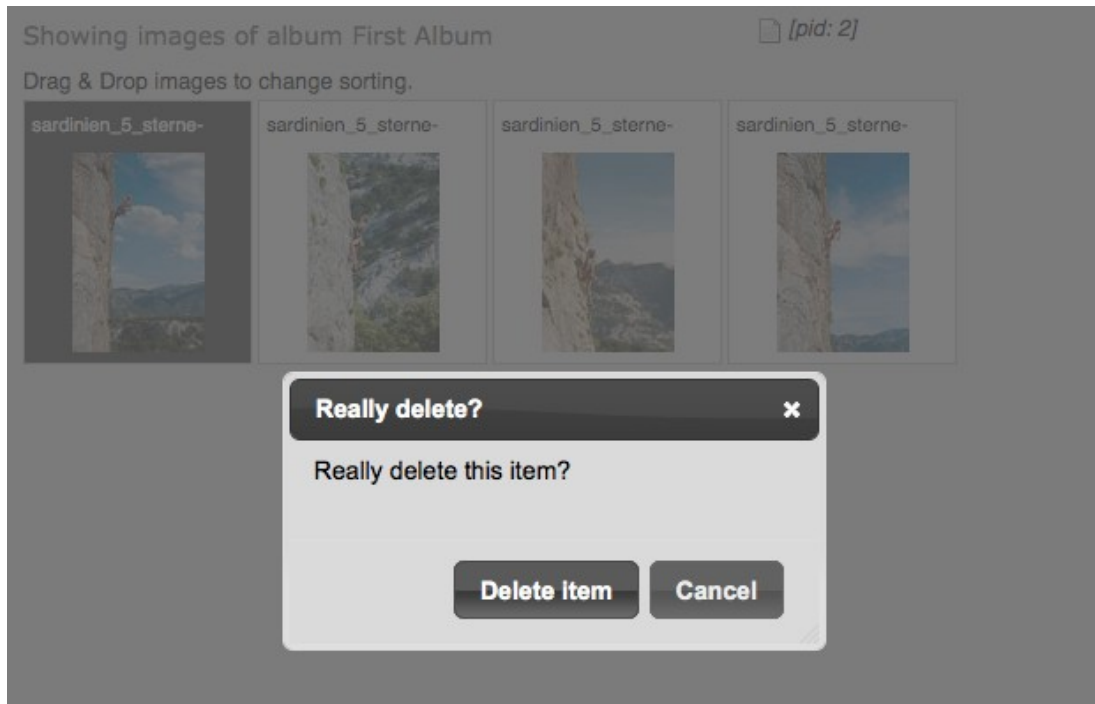 Showing images of album First Album
[pid: 2]
Drag & Drop images to change sorting.
sardinien_5_sterne-
sardinien_5_sterne-
sardinien_5_sterne-
sardinien_5_sterne-
Really delete?
Really delete this item?
Delete item
Cancel